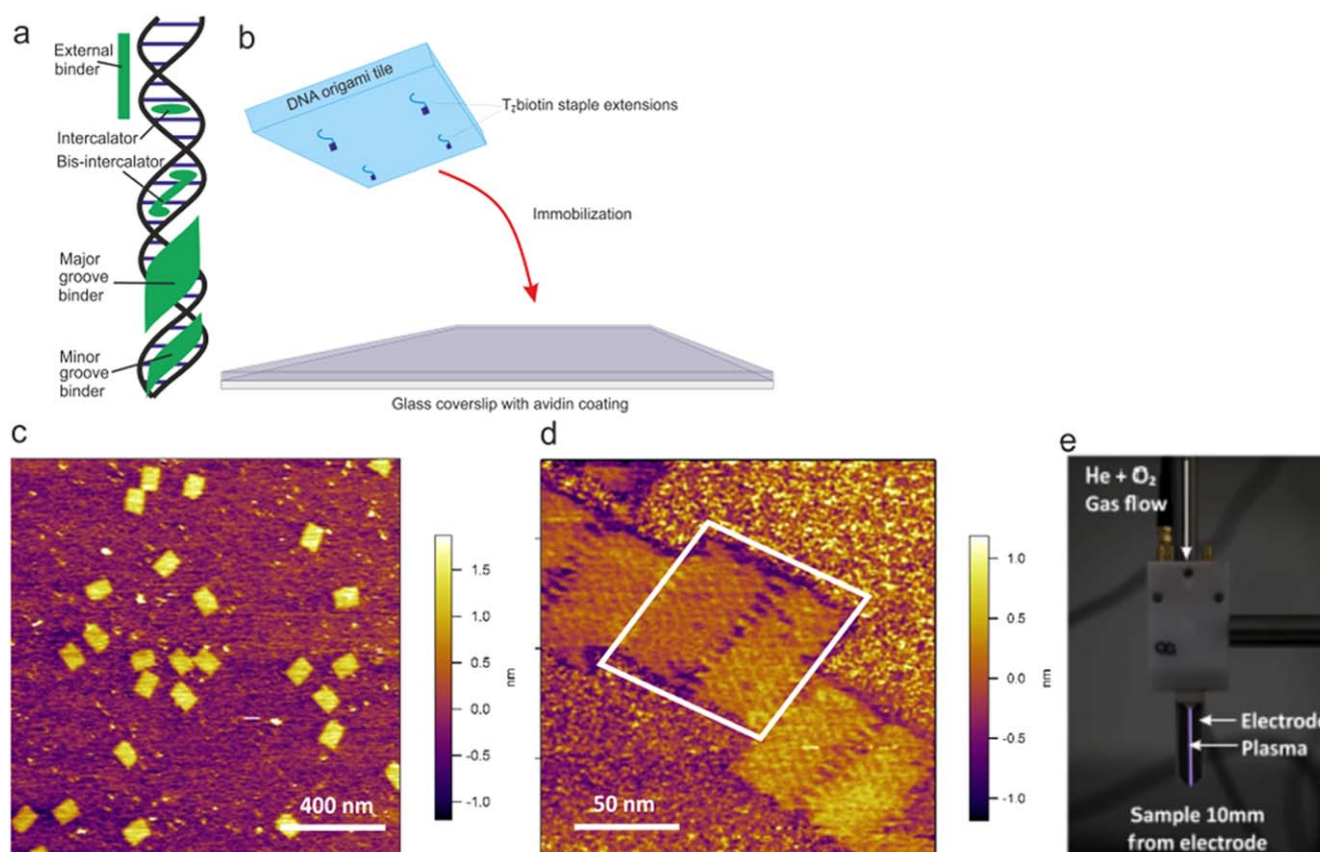 a
External
binder
Intercalator
Bis-intercalator
Major
groove
binder
Minor
groove
binder
b
DNA origami tile
T₂biotin staple extensions
Immobilization
Glass coverslip with avidin coating
c
400 nm
1.5
1.0
0.5
0.0
-0.5
-1.0
nm
d
50 nm
1.0
0.5
0.0
-0.5
-1.0
nm
e
He + O₂
Gas flow
Electrode
Plasma
Sample 10mm
from electrode